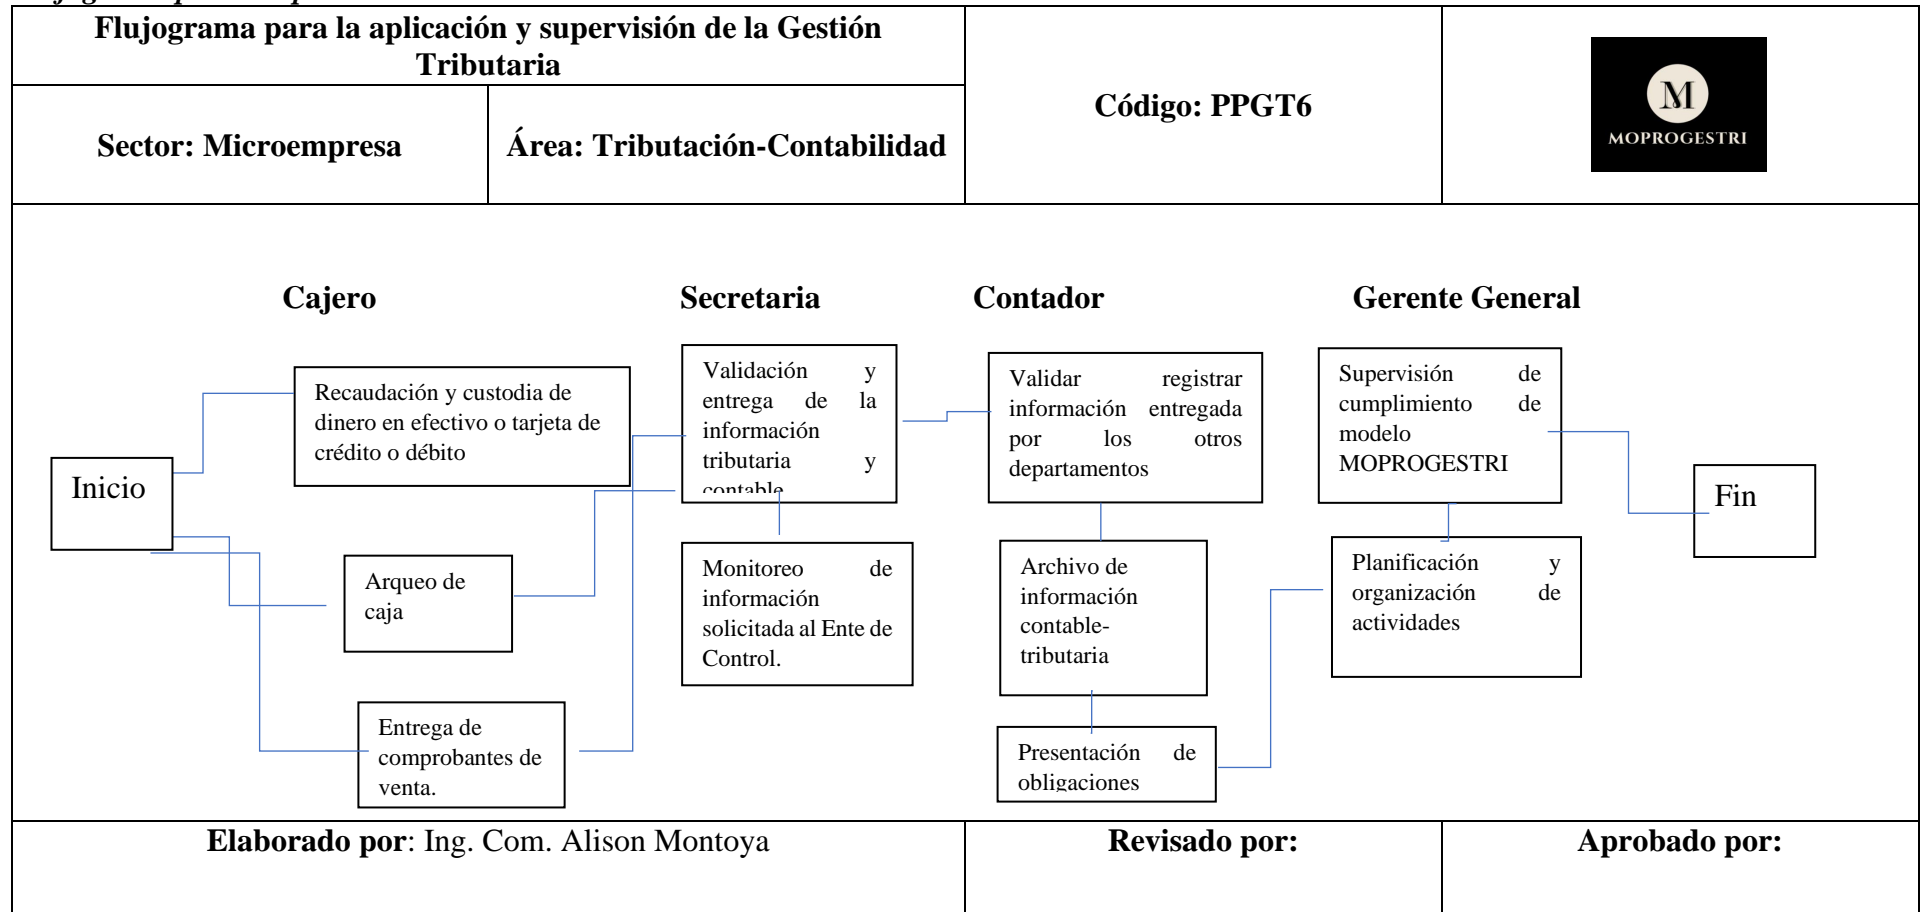 Flujograma para la aplicación y supervisión de la Gestión
Tributaria
Sector: Microempresa
Área: Tributación-Contabilidad
Código: PPGT6
M
MOPROGESTRI
Cajero
Secretaria
Contador
Gerente General
Inicio
Recaudación y custodia de
dinero en efectivo o tarjeta de
crédito o débito
Arqueo de
caja
Entrega de
comprobantes de
venta.
Validación y
entrega de la
información
tributaria y
contable
Monitoreo de
información
solicitada al Ente de
Control.
Validar registrar
información entregada
por los otros
departamentos
Archivo de
información
contable-
tributaria
Presentación de
obligaciones
Supervisión de
cumplimiento de
modelo
MOPROGESTRI
Planificación y
organización de
actividades
Fin
Elaborado por: Ing. Com. Alison Montoya
Revisado por:
Aprobado por: